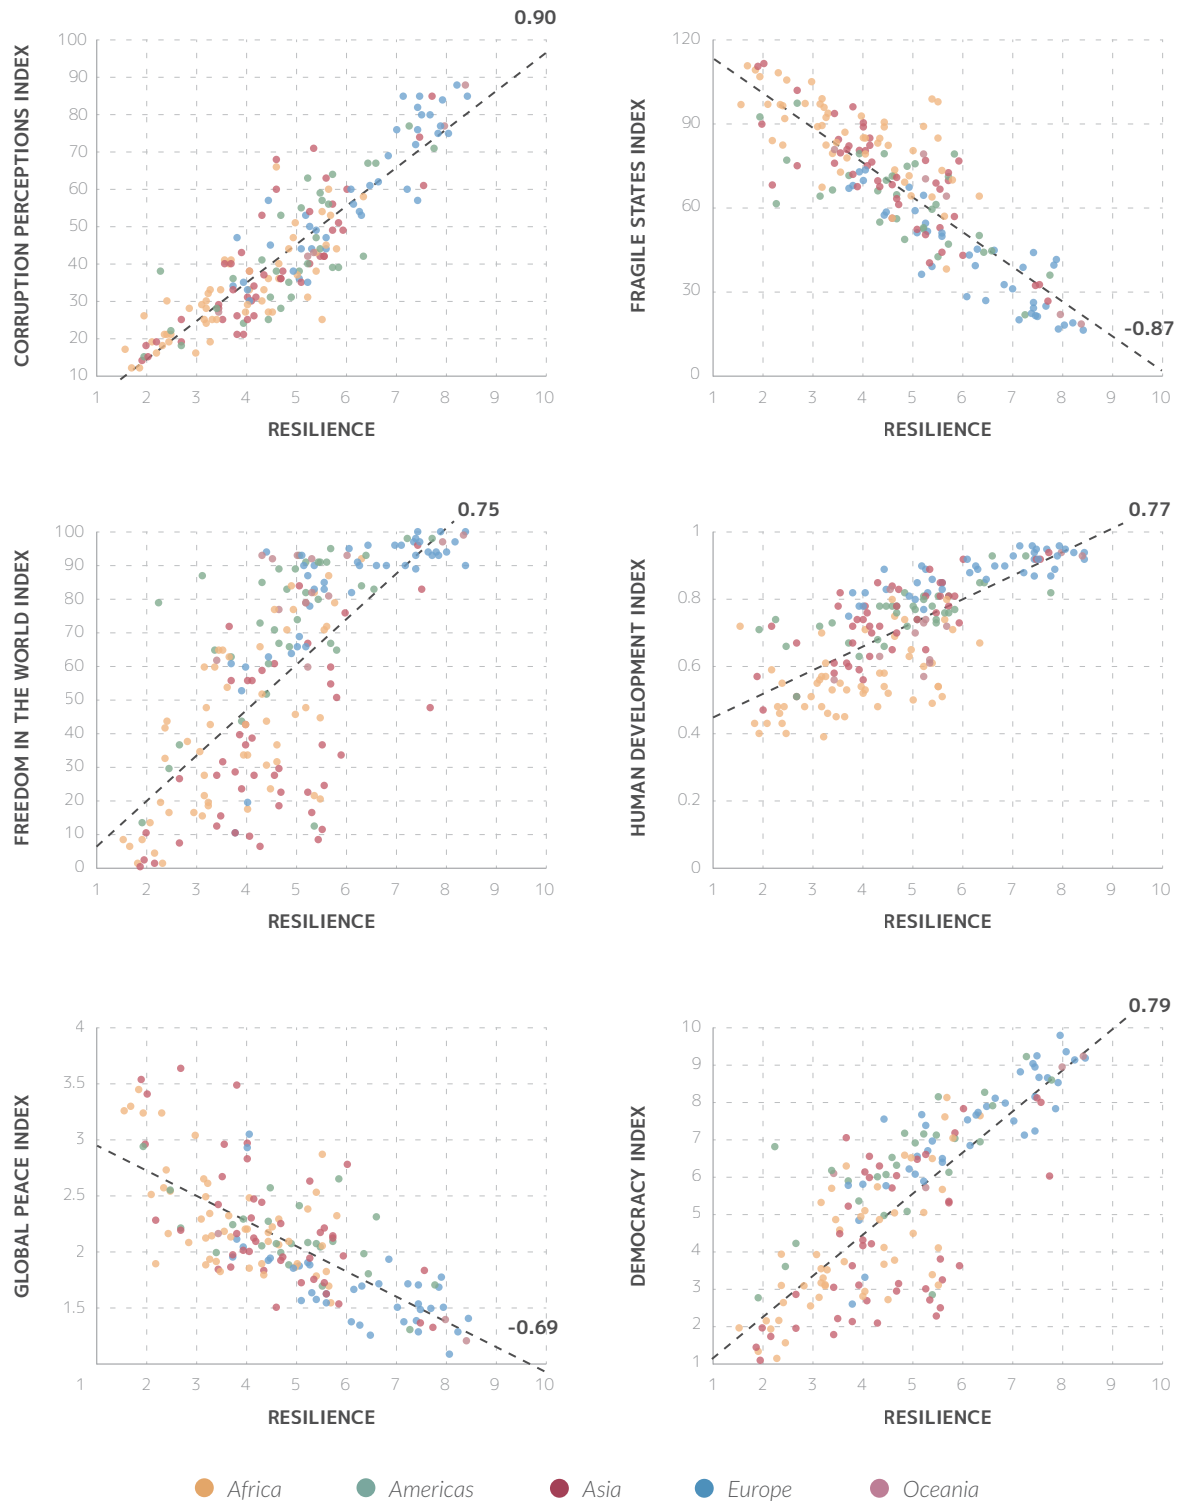 0.90
CORRUPTION PERCEPTIONS INDEX
100
90
80
70
60
50
40
30
20
10
1 2 3 4 5 6 7 8 9 10
RESILIENCE
FRAGILE STATES INDEX
120
90
60
30
0
-0.87
1 2 3 4 5 6 7 8 9 10
RESILIENCE
0.75
FREEDOM IN THE WORLD INDEX
100
90
80
70
60
50
40
30
20
10
0
1 2 3 4 5 6 7 8 9 10
RESILIENCE
0.77
HUMAN DEVELOPMENT INDEX
1
0.8
0.6
0.4
0.2
0
1 2 3 4 5 6 7 8 9 10
RESILIENCE
GLOBAL PEACE INDEX
4
3.5
3
2.5
2
1.5
-0.69
1 2 3 4 5 6 7 8 9 10
RESILIENCE
0.79
DEMOCRACY INDEX
10
9
8
7
6
5
4
3
2
1
1 2 3 4 5 6 7 8 9 10
RESILIENCE
Africa Americas Asia Europe Oceania